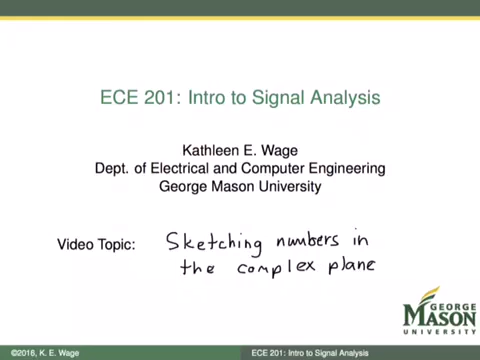 ECE 201: Intro to Signal Analysis
Kathleen E. Wage
Dept. of Electrical and Computer Engineering
George Mason University
Video Topic: Sketching numbers in
the complex plane
GEORGE
MASON
UNIVERSITY
©2016, K. E. Wage ECE 201: Intro to Signal Analysis